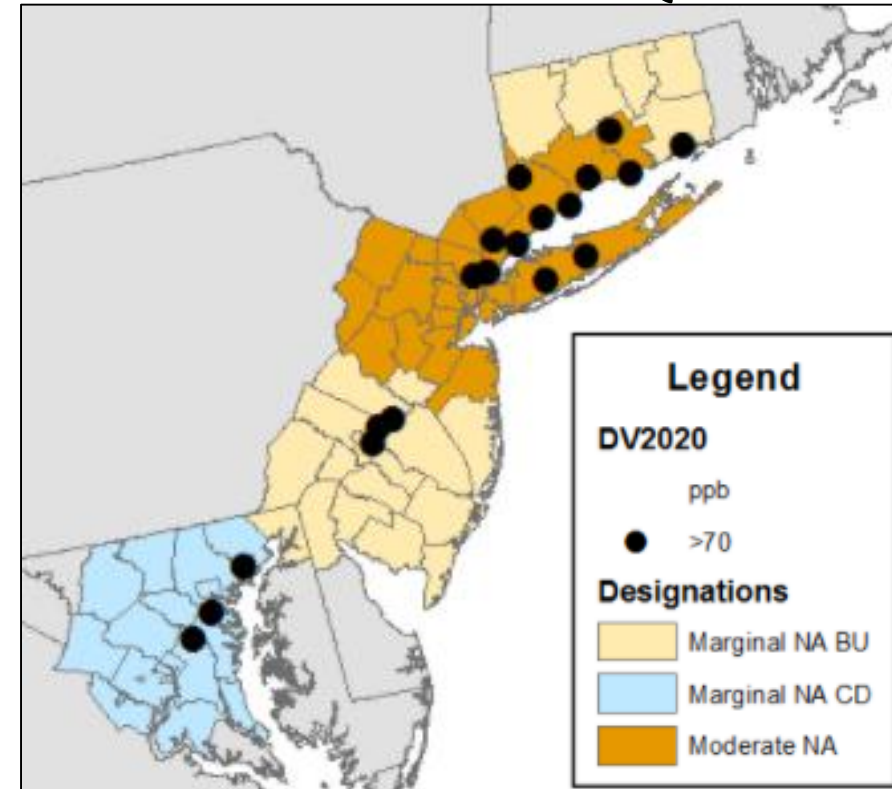 Legend
DV2020
ppb
>70
Designations
Marginal NA BU
Marginal NA CD
Moderate NA